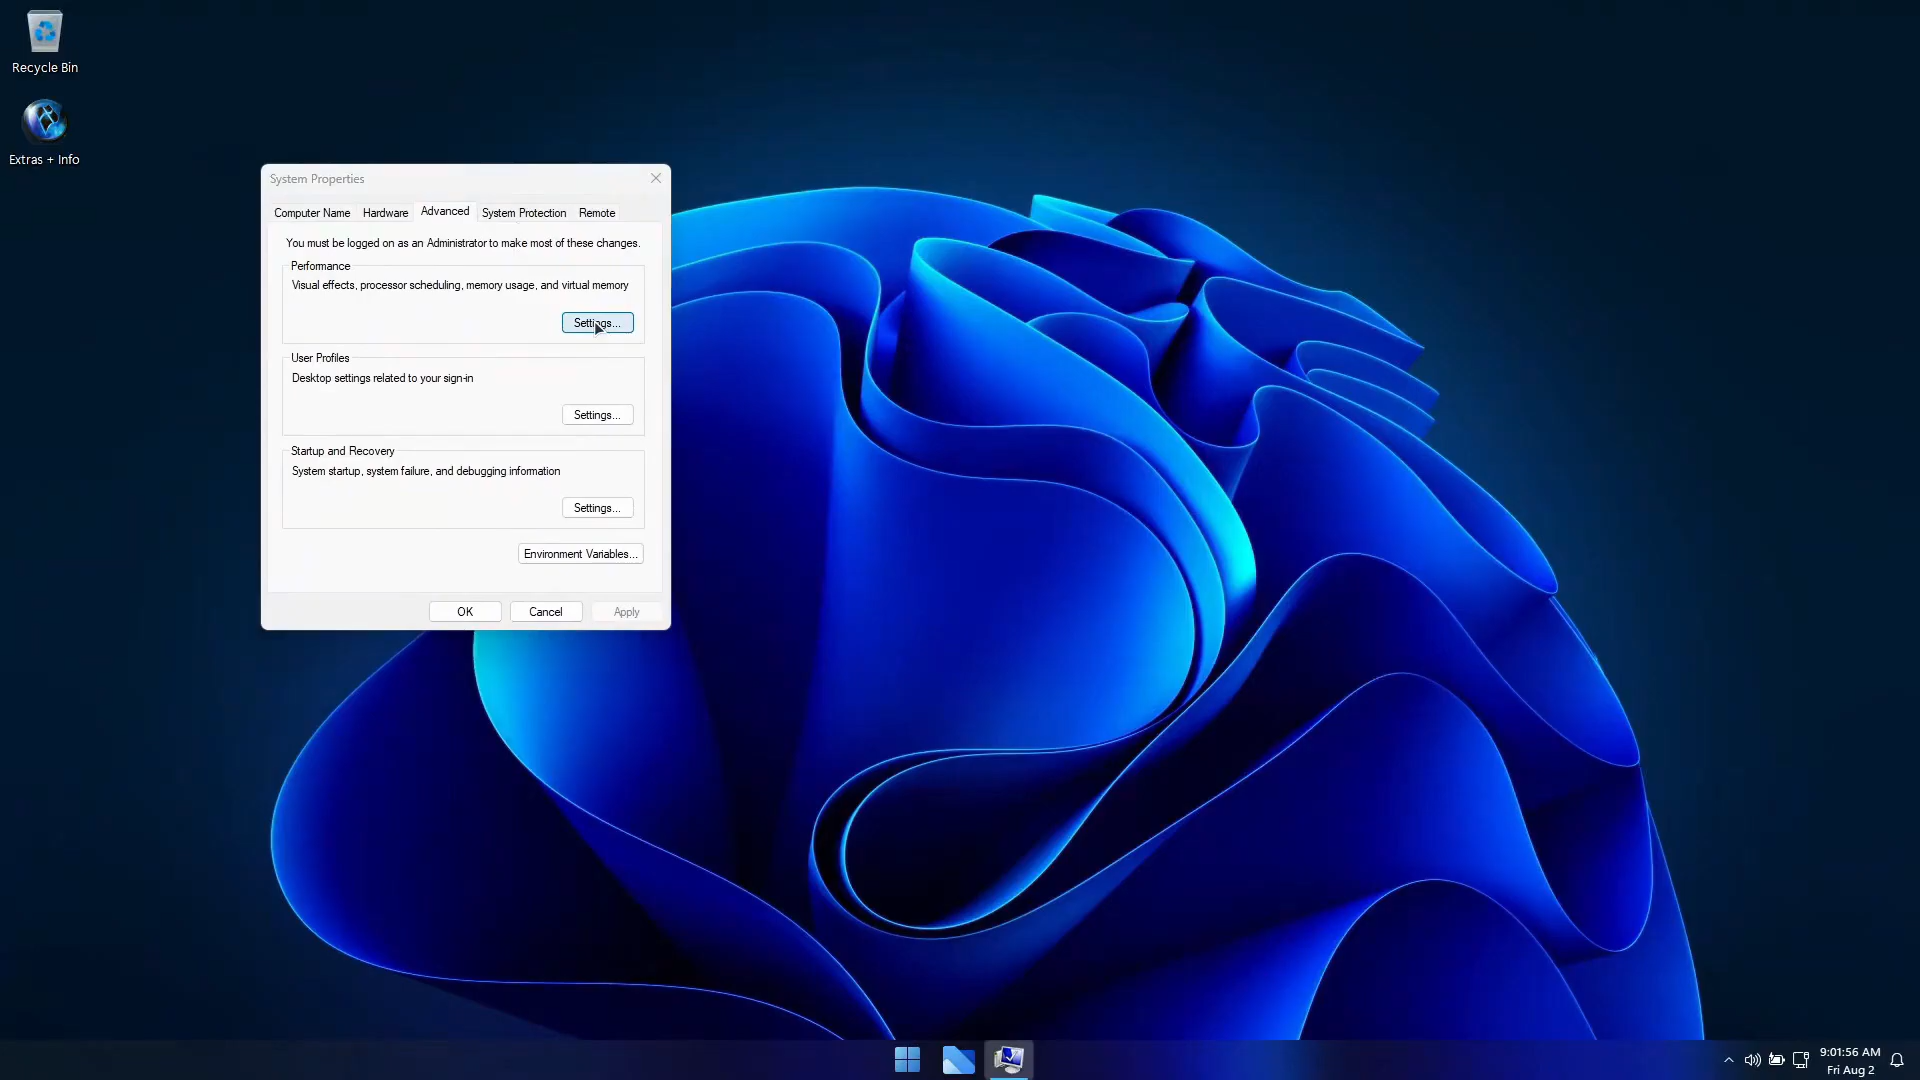 Recycle Bin
Extras + Info
System Properties
Computer Name
Hardware
Advanced
System Protection
Remote
You must be logged on as an Administrator to make most of these changes.
Performance
Visual effects, processor scheduling, memory usage, and virtual memory
Settings...
User Profiles
Desktop settings related to your sign-in
Settings...
Startup and Recovery
System startup, system failure, and debugging information
Settings...
Environment Variables...
OK
Cancel
Apply
9:01:56 AM
Fri Aug 2